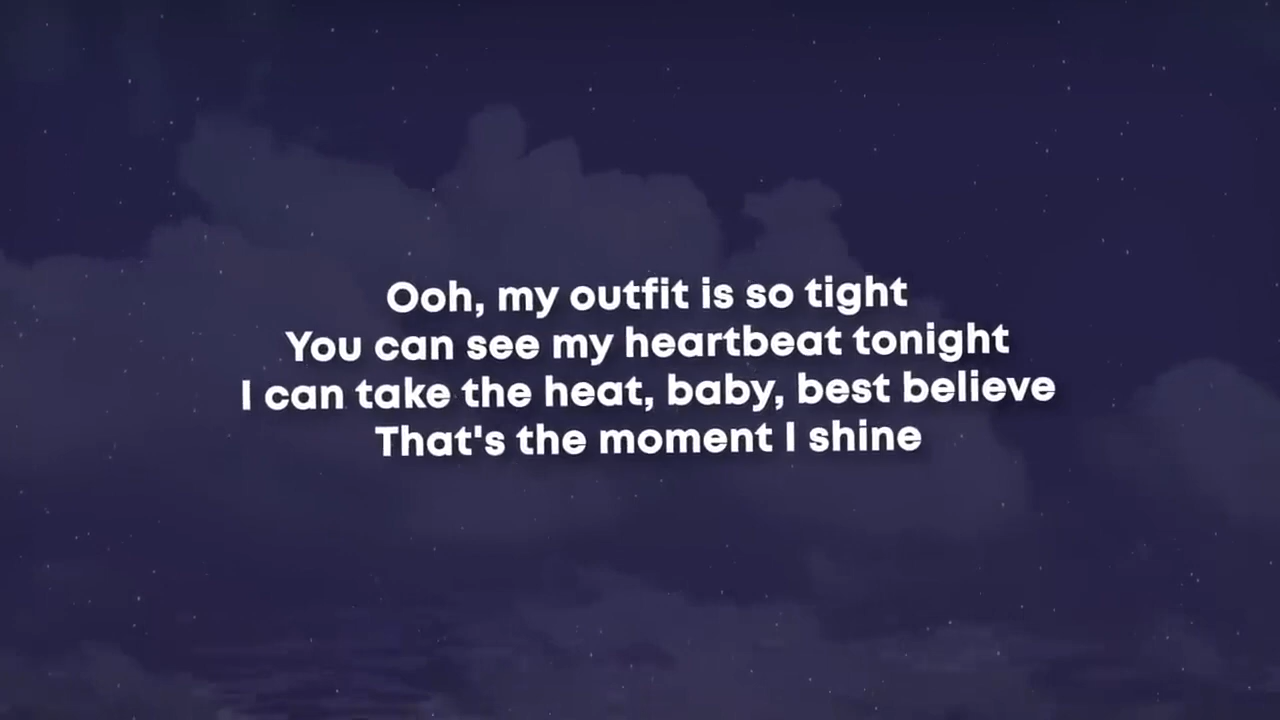 Ooh, my outfit is so tight
You can see my heartbeat tonight
I can take the heat, baby, best believe
That's the moment I shine